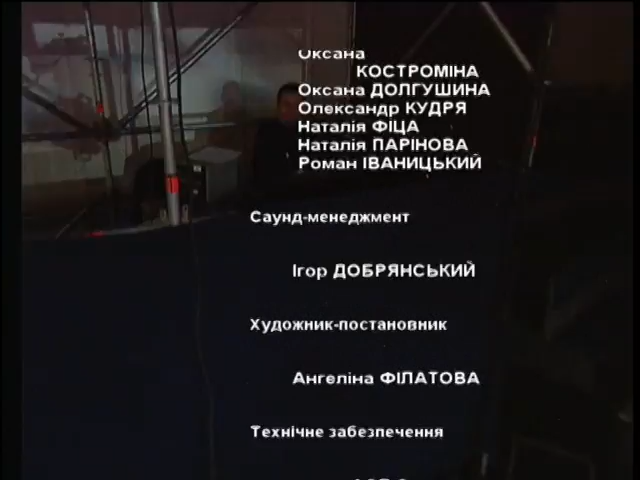 Оксана
КОСТРОМІНА
Оксана ДОЛГУШИНА
Олександр КУДРЯ
Наталія ФІЦА
Наталія ПАРІНОВА
Роман ІВАНИЦЬКИЙ
Саунд-менеджмент
Ігор ДОБРЯНСЬКИЙ
Художник-постановник
Ангеліна ФІЛАТОВА
Технічне забезпечення